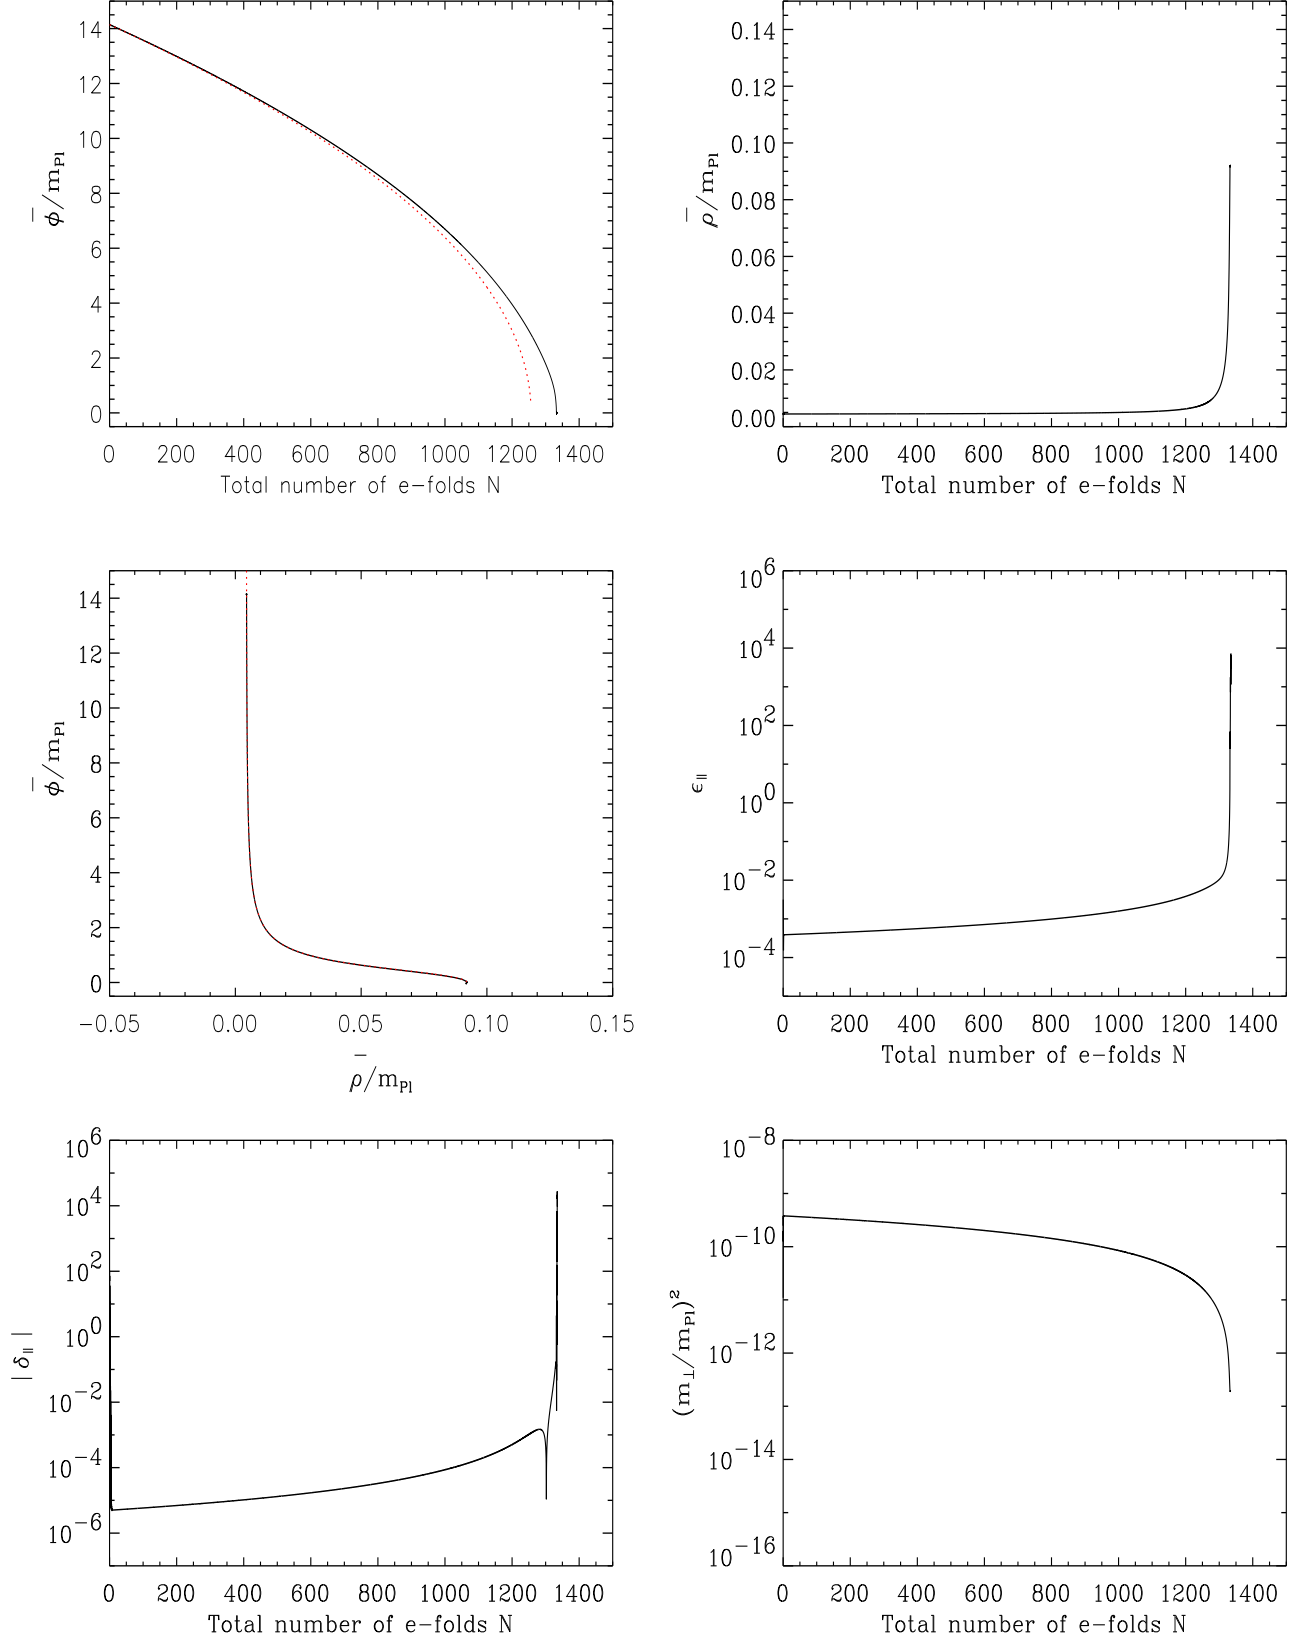 14
12
10
8
6
4
2
0
ϕ̄/m_Pl
0 200 400 600 800 1000 1200 1400
Total number of e−folds N
0.14
0.12
0.10
0.08
0.06
0.04
0.02
0.00
ρ̄/m_Pl
0 200 400 600 800 1000 1200 1400
Total number of e−folds N
14
12
10
8
6
4
2
0
ϕ̄/m_Pl
−0.05 0.00 0.05 0.10 0.15
ρ̄/m_Pl
10^6
10^4
10^2
10^0
10^−2
10^−4
ϵ_||
0 200 400 600 800 1000 1200 1400
Total number of e−folds N
10^6
10^4
10^2
10^0
10^−2
10^−4
10^−6
|δ_|||
0 200 400 600 800 1000 1200 1400
Total number of e−folds N
10^−8
10^−10
10^−12
10^−14
10^−16
(m_⊥/m_Pl)^2
0 200 400 600 800 1000 1200 1400
Total number of e−folds N